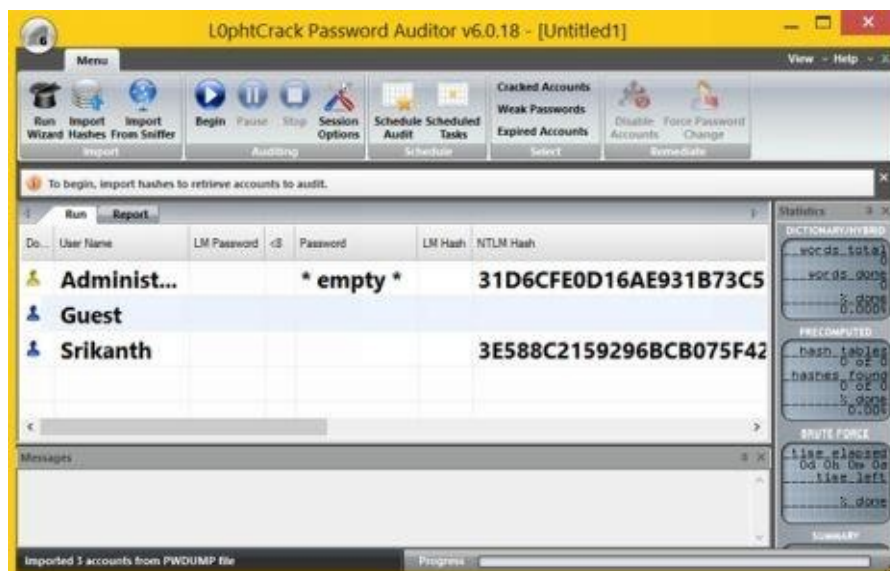 L0phtCrack Password Auditor v6.0.18 - [Untitled1]
Menu
View - Help
Run Wizard
Import Hashes
Import From Sniffer
Import
Begin
Pause
Stop
Session Options
Auditing
Schedule Audit
Scheduled Tasks
Schedule
Cracked Accounts
Weak Passwords
Expired Accounts
Select
Disable Accounts
Force Password Change
Remediate
To begin, import hashes to retrieve accounts to audit.
Run Report
Do... User Name LM Password <8 Password LM Hash NTLM Hash
Administ... * empty * 31D6CFE0D16AE931B73C5
Guest
Srikanth 3E588C2159296BCB075F42
Messages
Imported 3 accounts from PWDUMP file
Progress
Statistics
DICTIONARY/HYBRID
words total
0
words done
0
% done
0.000%
PRECOMPUTED
hash tables
0 of 0
hashes found
0 of 0
% done
0.00%
BRUTE FORCE
time elapsed
0d 0h 0m 0s
time left
% done
SUMMARY